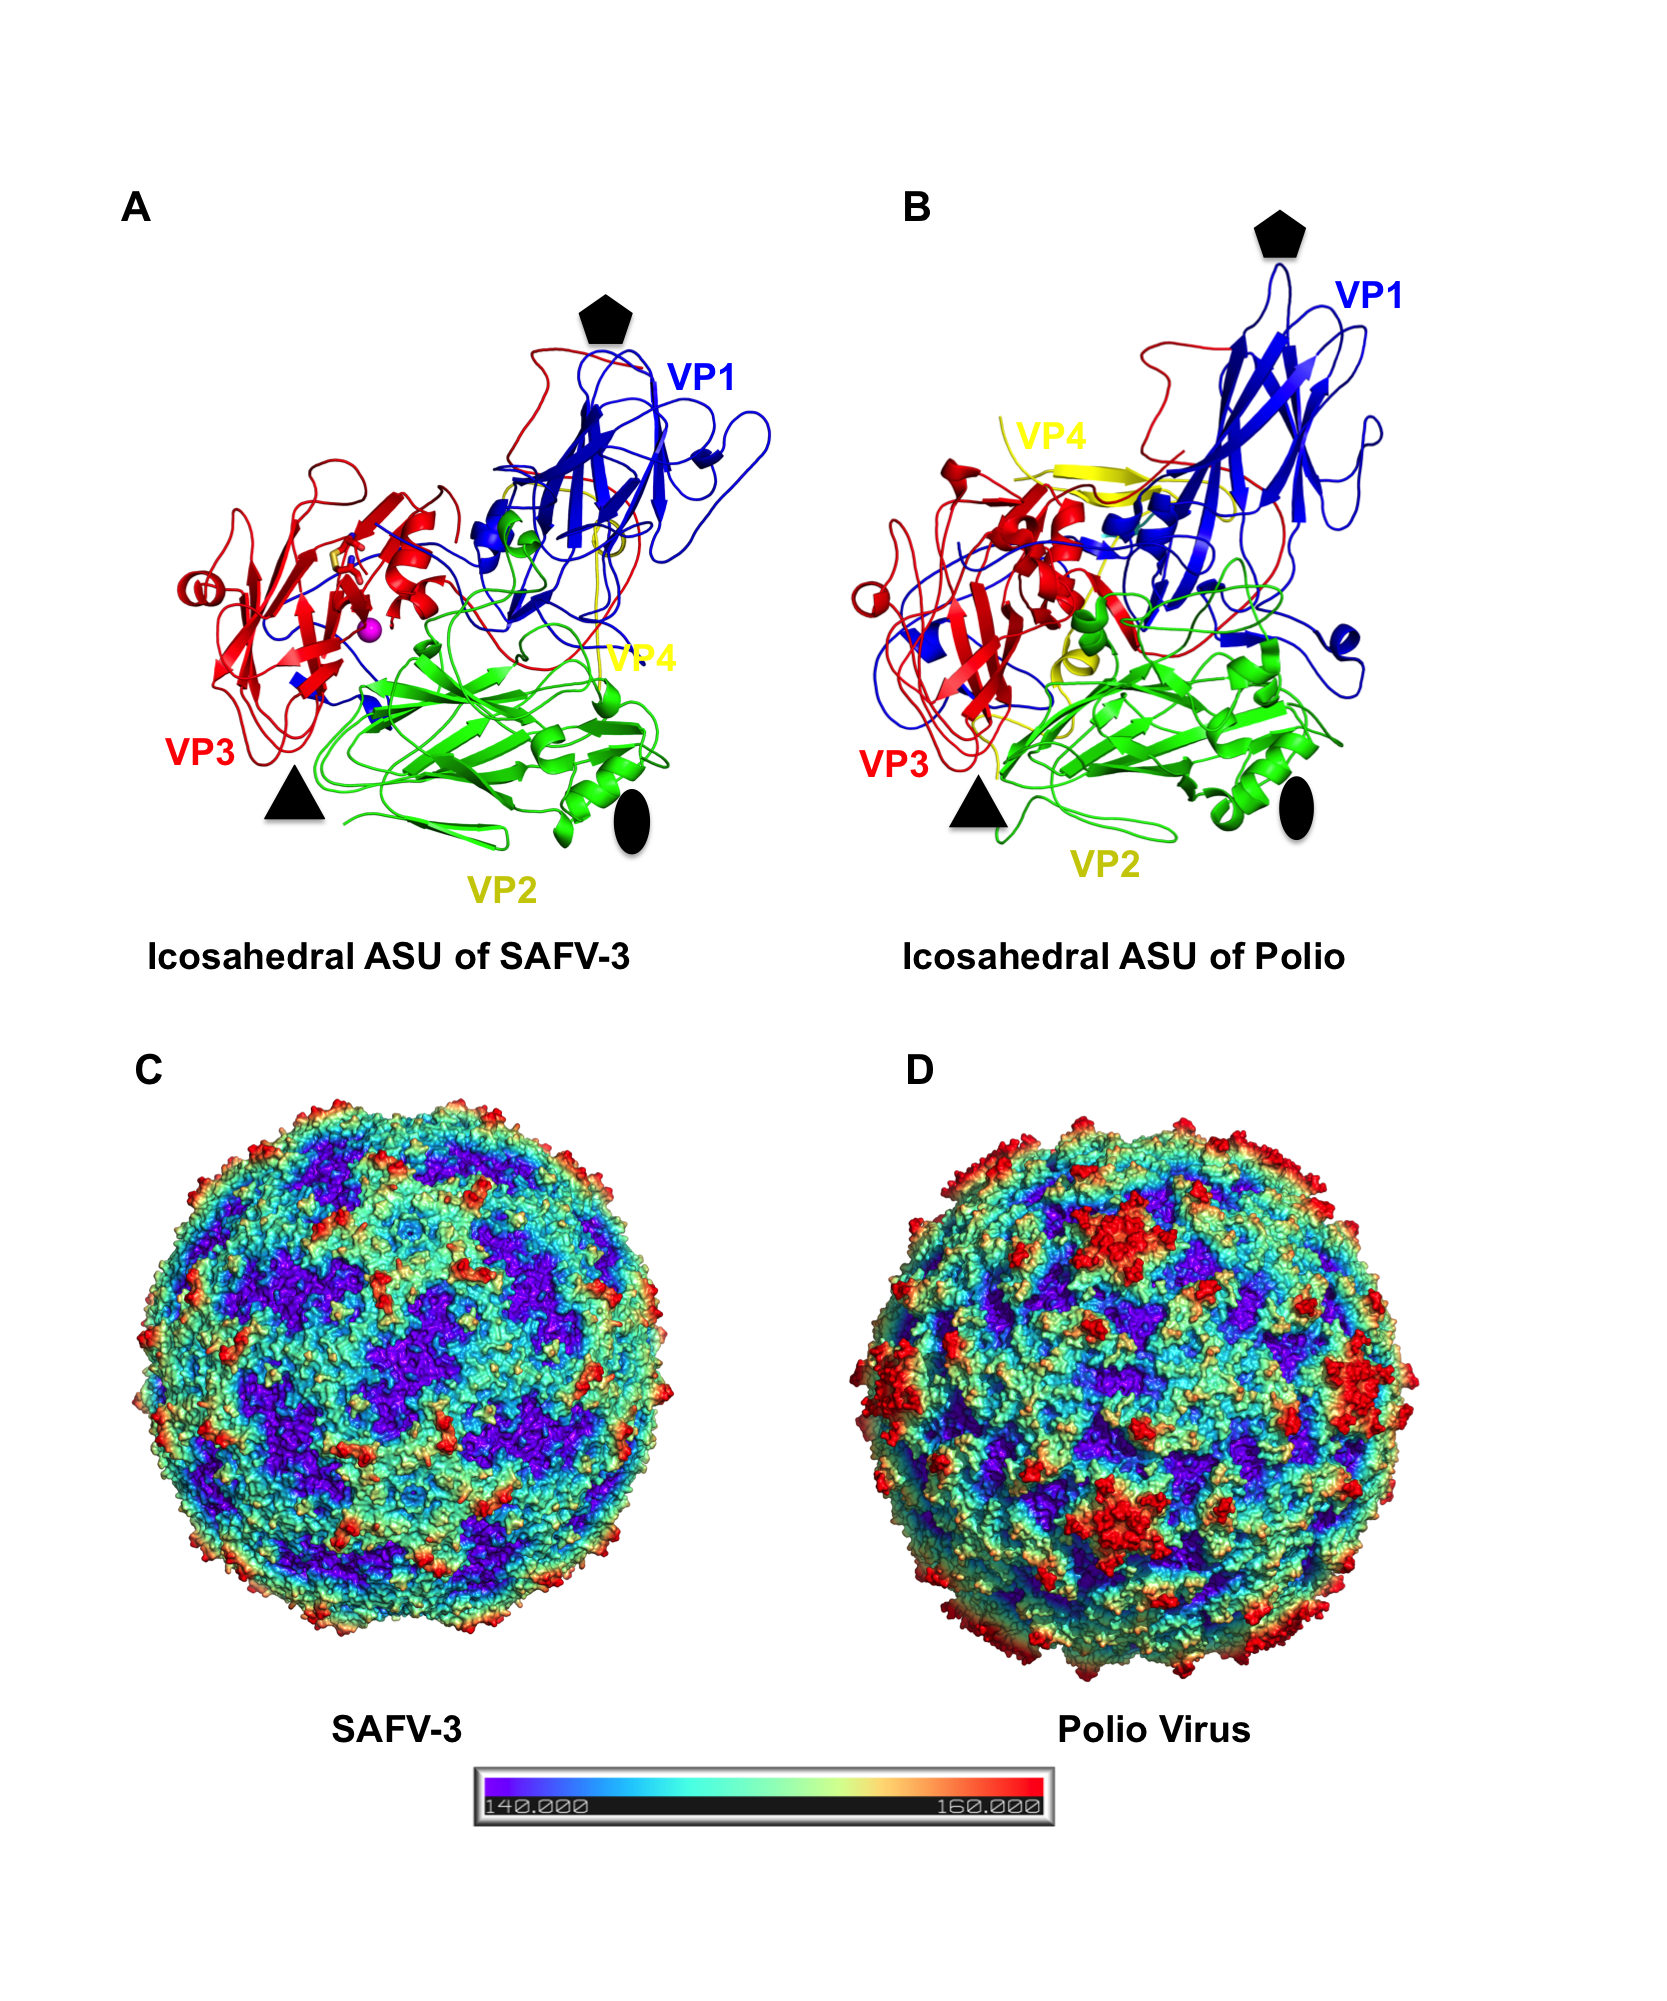 A
B
VP1
VP1
VP4
VP4
VP3
VP3
VP2
VP2
Icosahedral ASU of SAFV-3
Icosahedral ASU of Polio
C
D
SAFV-3
Polio Virus
140.000
160.000